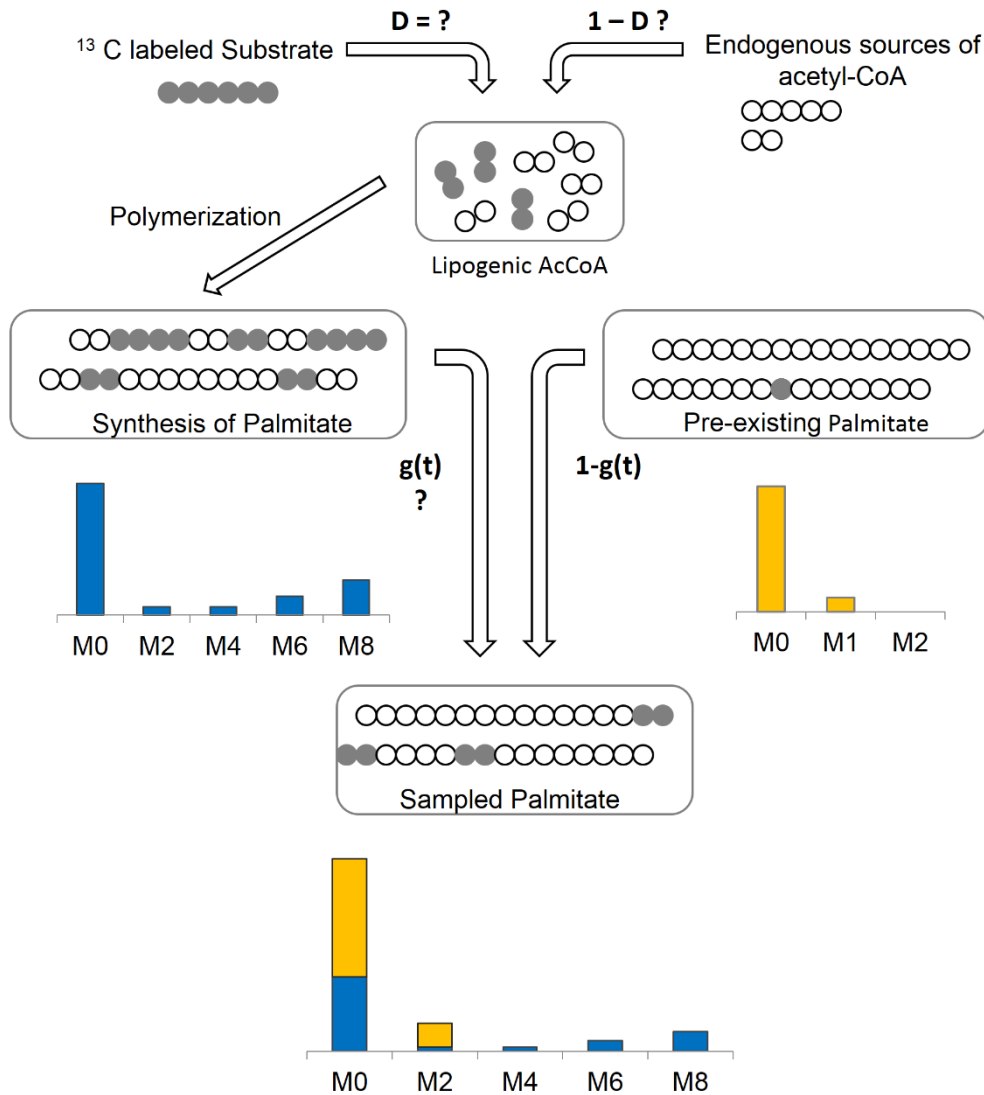 D = ?
1 – D ?
13 C labeled Substrate
Endogenous sources of
acetyl-CoA
Polymerization
Lipogenic AcCoA
Synthesis of Palmitate
Pre-existing Palmitate
g(t)
?
1-g(t)
M0 M2 M4 M6 M8
M0 M1 M2
Sampled Palmitate
M0 M2 M4 M6 M8